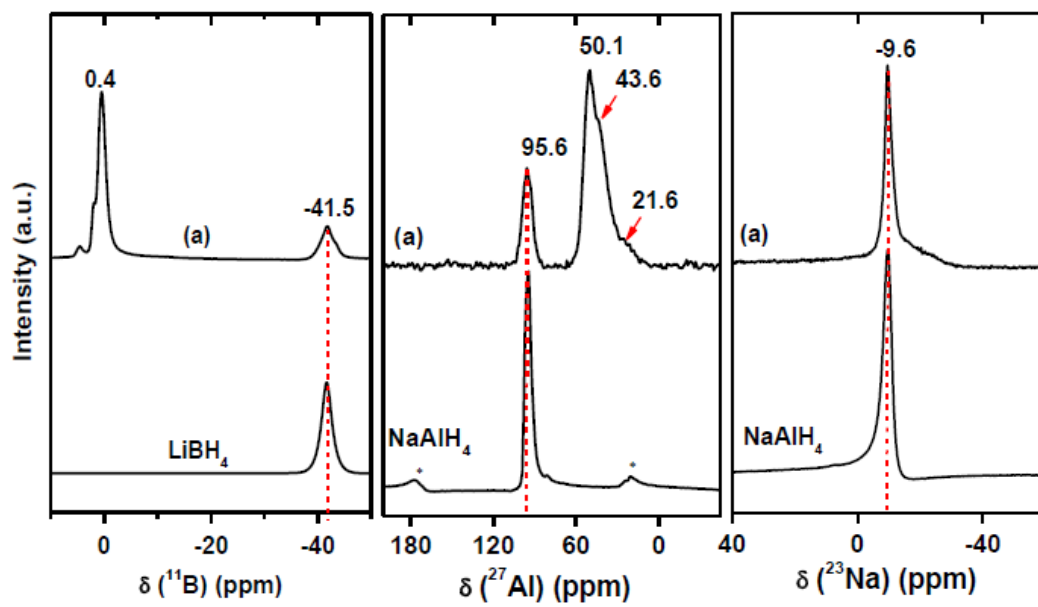 Intensity (a.u.)
0.4
-41.5
(a)
LiBH₄
0
-20
-40
δ (¹¹B) (ppm)
50.1
43.6
95.6
21.6
(a)
NaAlH₄
*
*
180
120
60
0
δ (²⁷Al) (ppm)
-9.6
(a)
NaAlH₄
40
0
-40
δ (²³Na) (ppm)